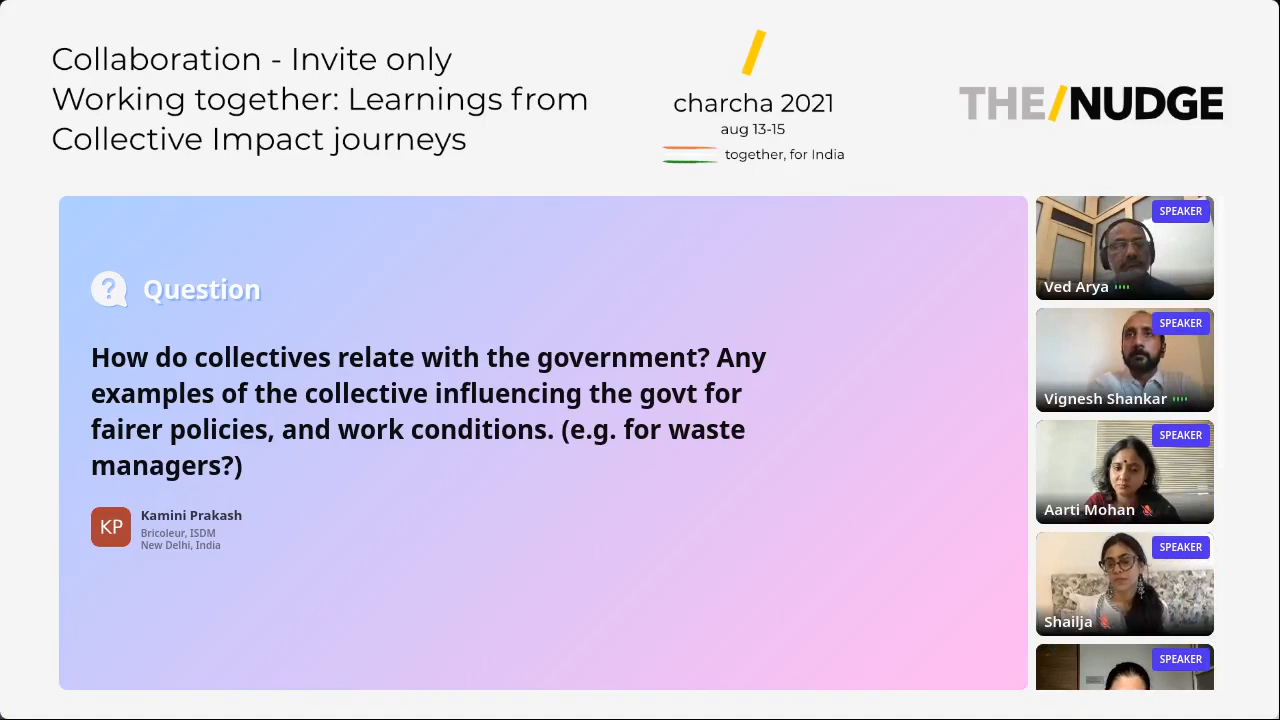 Collaboration - Invite only
Working together: Learnings from
Collective Impact journeys
charcha 2021
aug 13-15
together, for India
THE/NUDGE
Question
How do collectives relate with the government? Any
examples of the collective influencing the govt for
fairer policies, and work conditions. (e.g. for waste
managers?)
KP
Kamini Prakash
Bricoleur, ISDM
New Delhi, India
SPEAKER
Ved Arya
SPEAKER
Vignesh Shankar
SPEAKER
Aarti Mohan
SPEAKER
Shailja
SPEAKER